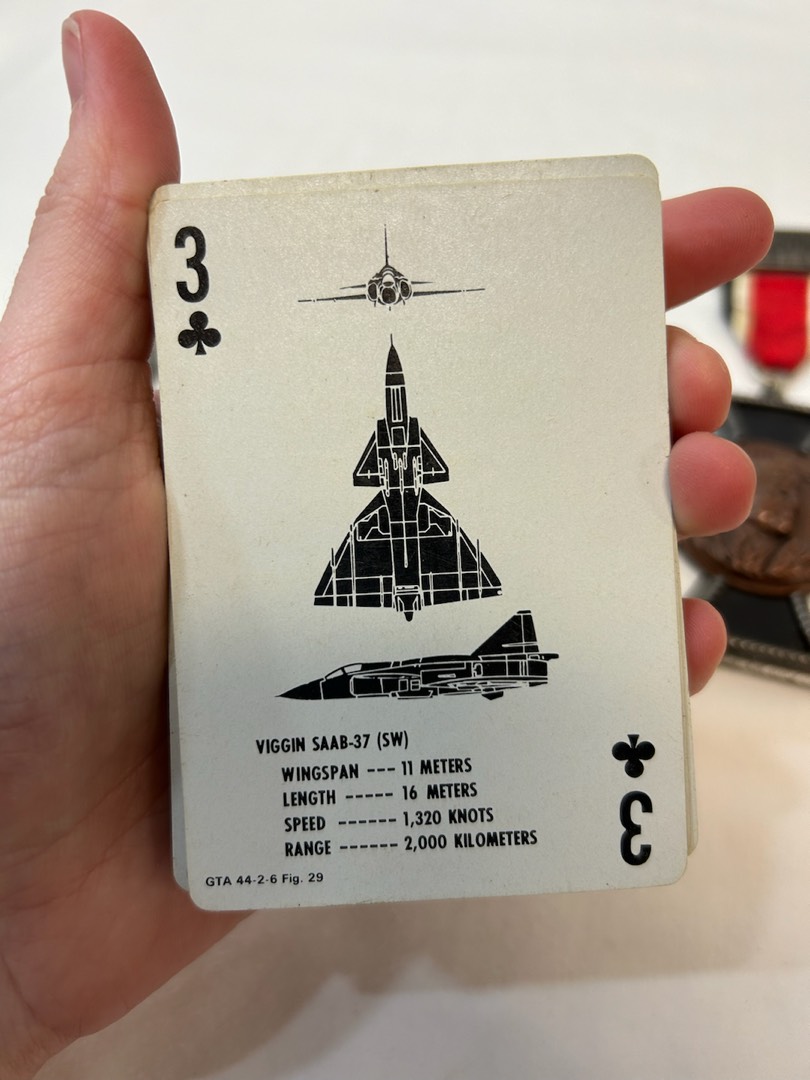 3
VIGGIN SAAB-37 (SW)
WINGSPAN --- 11 METERS
LENGTH ----- 16 METERS
SPEED ------ 1,320 KNOTS
RANGE ------ 2,000 KILOMETERS
GTA 44-2-6 Fig. 29
3